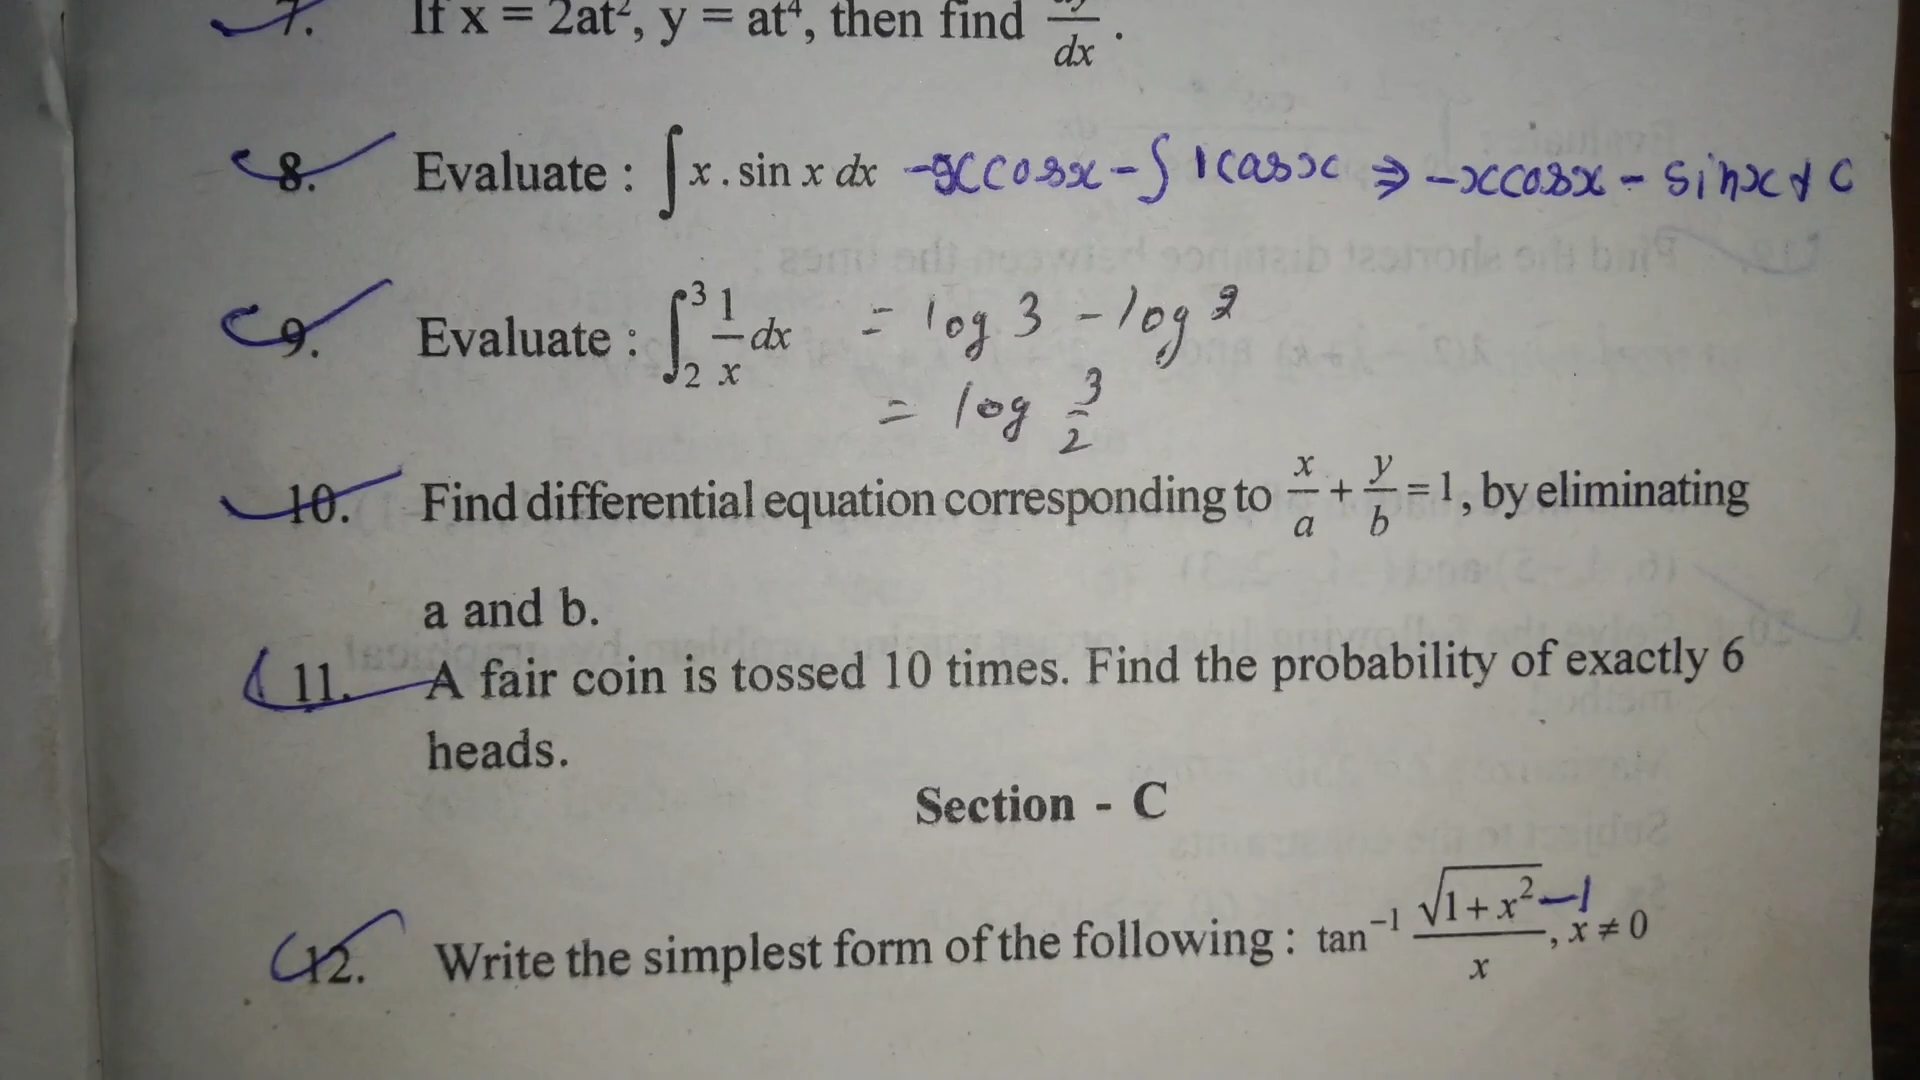 7. If x = 2at², y = at⁴, then find dy/dx.
8. Evaluate : ∫ x . sin x dx -xcosx - ∫ 1cosx ⇒ -xcosx - sinx + C
9. Evaluate : ∫₂³ 1/x dx = log 3 - log 2
= log 3/2
10. Find differential equation corresponding to x/a + y/b = 1, by eliminating
a and b.
11. A fair coin is tossed 10 times. Find the probability of exactly 6
heads.
Section - C
12. Write the simplest form of the following : tan⁻¹ √1+x² -1/x, x ≠ 0